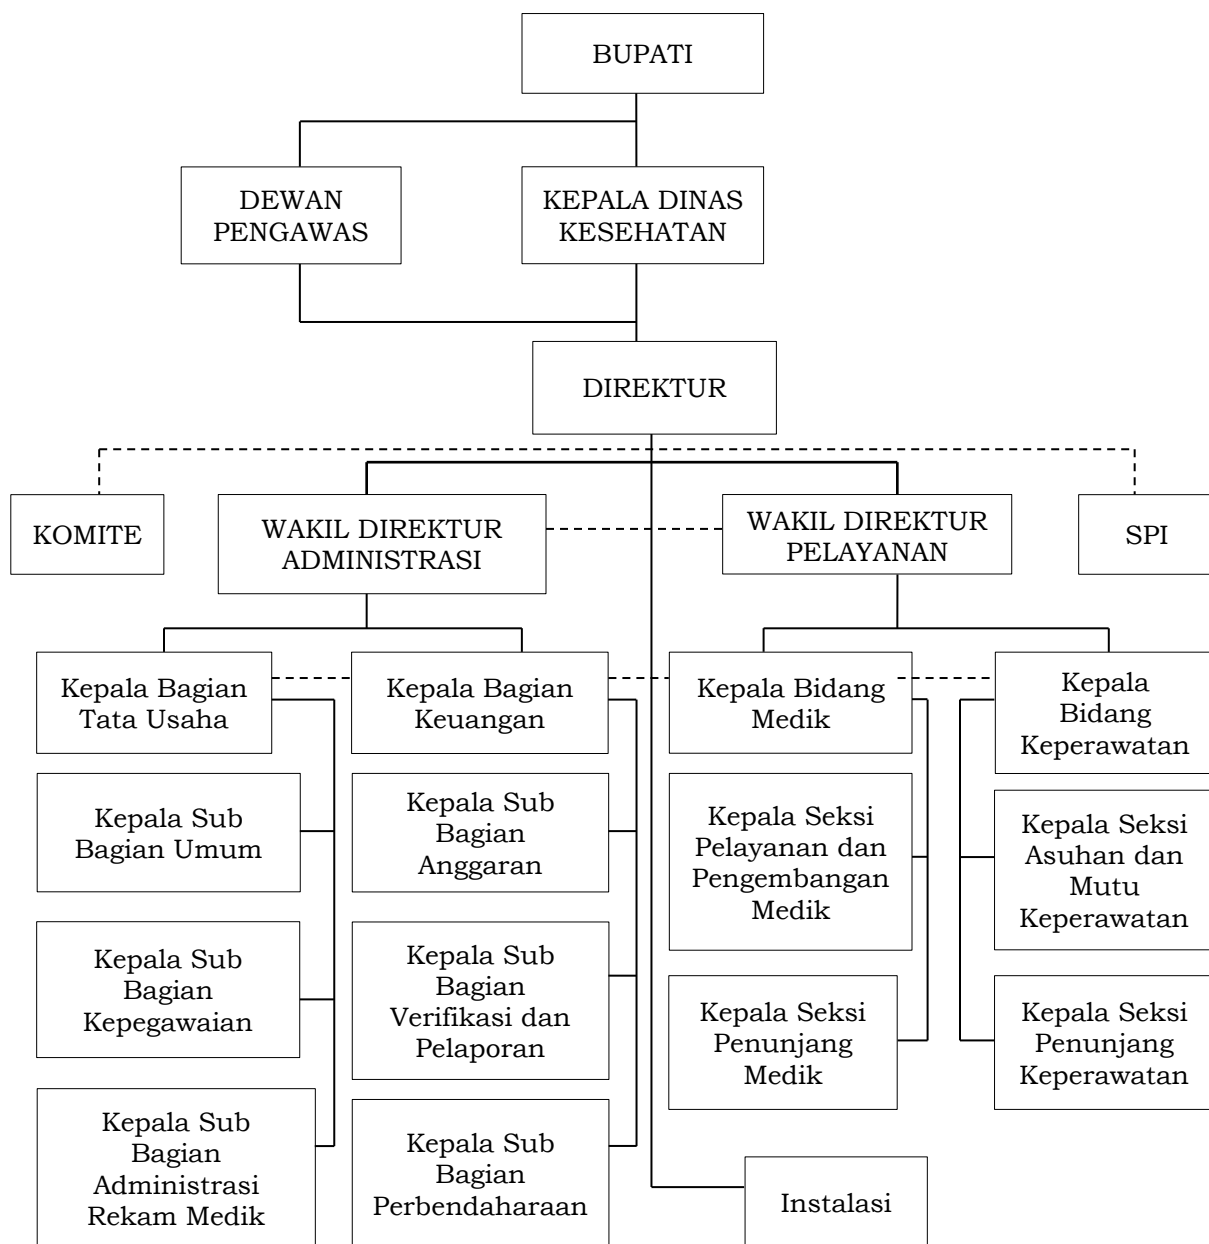 BUPATI
DEWAN
PENGAWAS
KEPALA DINAS
KESEHATAN
DIREKTUR
KOMITE
WAKIL DIREKTUR
ADMINISTRASI
WAKIL DIREKTUR
PELAYANAN
SPI
Kepala Bagian
Tata Usaha
Kepala Bagian
Keuangan
Kepala Bidang
Medik
Kepala
Bidang
Keperawatan
Kepala Sub
Bagian Umum
Kepala Sub
Bagian
Anggaran
Kepala Seksi
Pelayanan dan
Pengembangan
Medik
Kepala Seksi
Asuhan dan
Mutu
Keperawatan
Kepala Sub
Bagian
Kepegawaian
Kepala Sub
Bagian
Verifikasi dan
Pelaporan
Kepala Seksi
Penunjang
Medik
Kepala Seksi
Penunjang
Keperawatan
Kepala Sub
Bagian
Administrasi
Rekam Medik
Kepala Sub
Bagian
Perbendaharaan
Instalasi